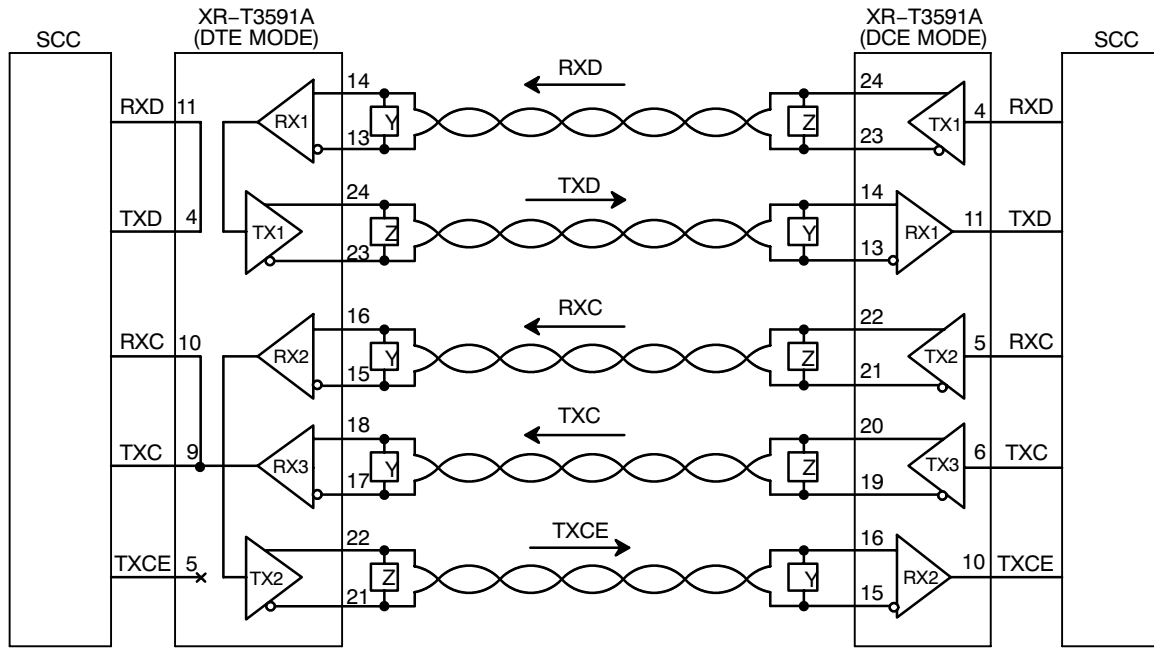 XR–T3591A
(DTE MODE)
XR–T3591A
(DCE MODE)
SCC
SCC
RXD 11
RX1
14
13
Y
RXD
Z
24
23
TX1
4 RXD
TXD 4
TX1
24
23
Z
TXD
Y
14
13
RX1
11 TXD
RXC 10
RX2
16
15
Y
RXC
Z
22
21
TX2
5 RXC
TXC 9
RX3
18
17
Y
TXC
Z
20
19
TX3
6 TXC
TXCE 5
TX2
22
21
Z
TXCE
Y
16
15
RX2
10 TXCE